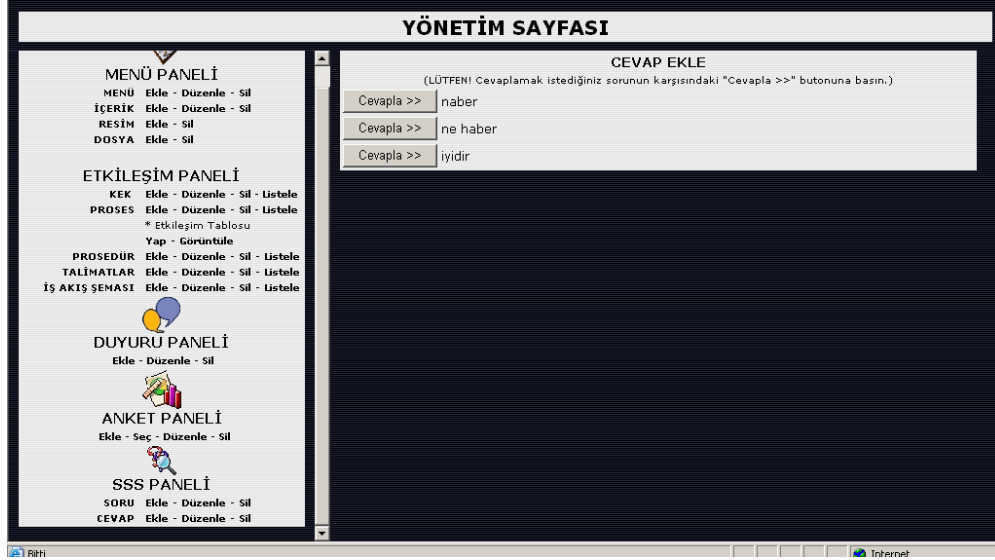 YÖNETİM SAYFASI
MENÜ PANELİ
MENÜ Ekle - Düzenle - Sil
İÇERİK Ekle - Düzenle - Sil
RESİM Ekle - Sil
DOSYA Ekle - Sil
ETKİLEŞİM PANELİ
KEK Ekle - Düzenle - Sil - Listele
PROSES Ekle - Düzenle - Sil - Listele
* Etkileşim Tablosu
Yap - Görüntüle
PROSEDÜR Ekle - Düzenle - Sil - Listele
TALİMATLAR Ekle - Düzenle - Sil - Listele
İŞ AKIŞ ŞEMASI Ekle - Düzenle - Sil - Listele
DUYURU PANELİ
Ekle - Düzenle - Sil
ANKET PANELİ
Ekle - Seç - Düzenle - Sil
SSS PANELİ
SORU Ekle - Düzenle - Sil
CEVAP Ekle - Düzenle - Sil
CEVAP EKLE
(LÜTFEN! Cevaplamak istediğiniz sorunun karşısındaki "Cevapla >>" butonuna basın.)
Cevapla >> naber
Cevapla >> ne haber
Cevapla >> iyidir
Bitti
Internet